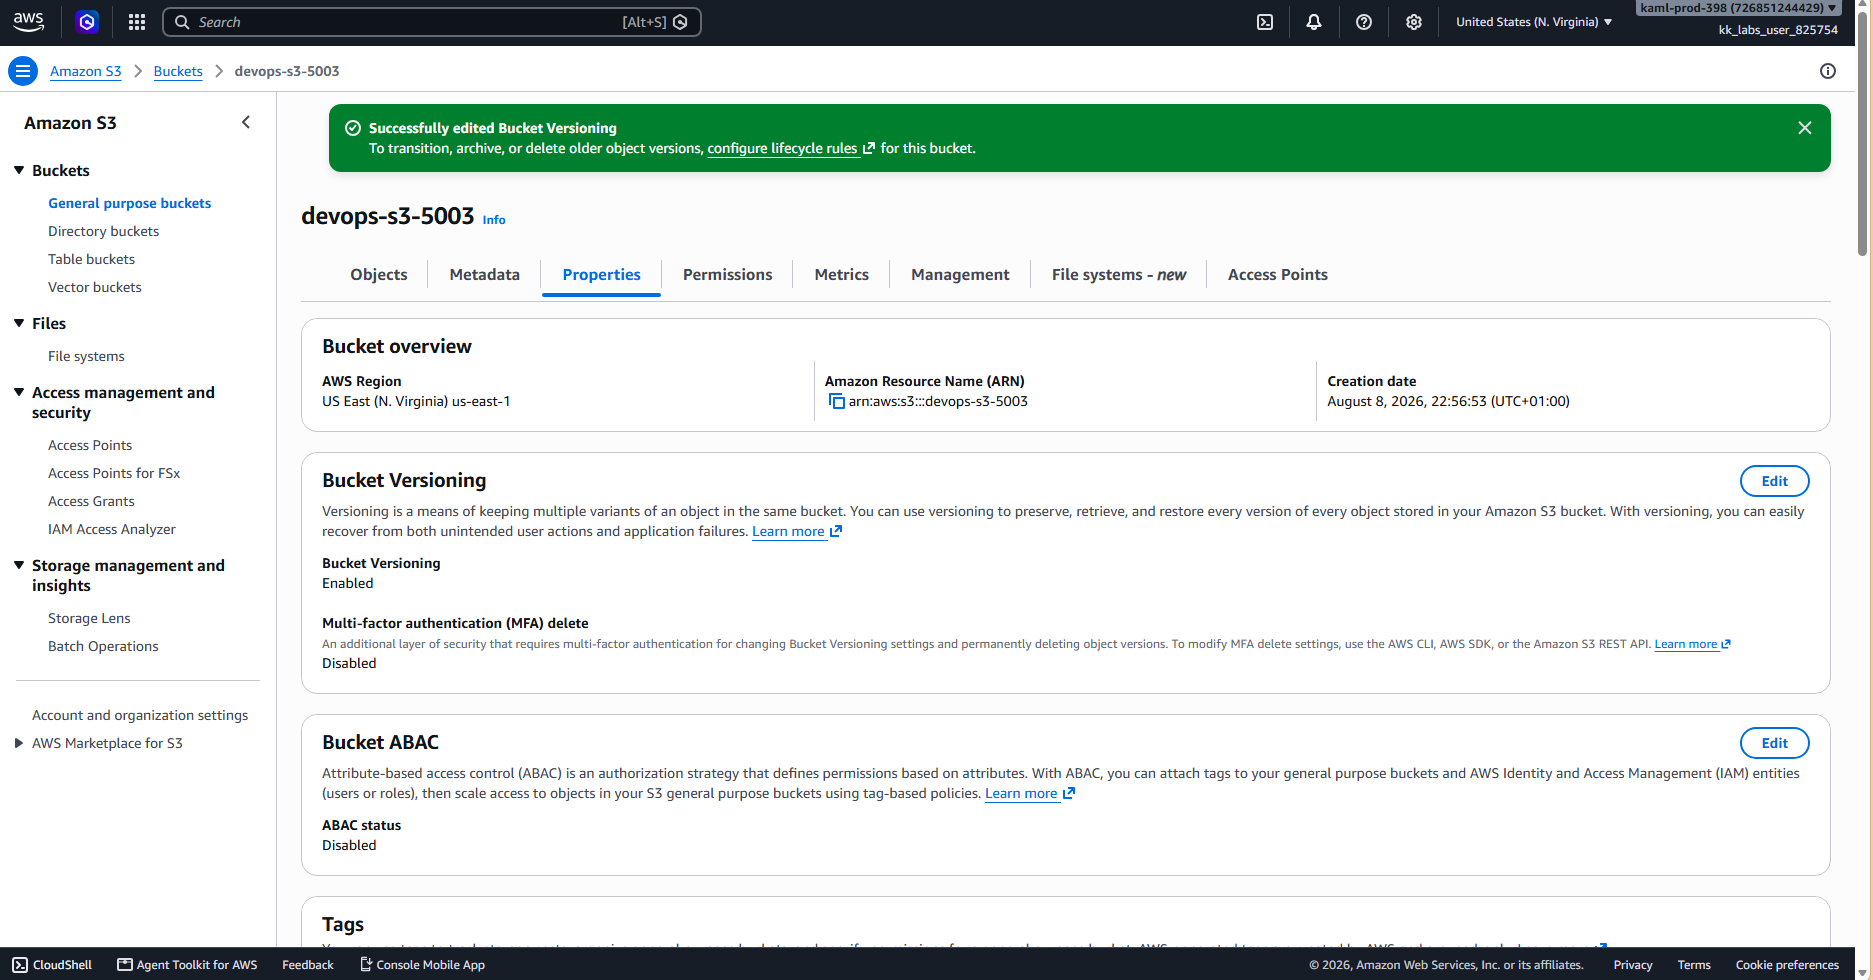 aws
Search
[Alt+S]
United States (N. Virginia)
kaml-prod-398 (726851244429)
kk_labs_user_825754
Amazon S3
Buckets
devops-s3-5003
Amazon S3
Buckets
General purpose buckets
Directory buckets
Table buckets
Vector buckets
Files
File systems
Access management and
security
Access Points
Access Points for FSx
Access Grants
IAM Access Analyzer
Storage management and
insights
Storage Lens
Batch Operations
Account and organization settings
AWS Marketplace for S3
Successfully edited Bucket Versioning
To transition, archive, or delete older object versions, configure lifecycle rules for this bucket.
devops-s3-5003 Info
Objects
Metadata
Properties
Permissions
Metrics
Management
File systems - new
Access Points
Bucket overview
AWS Region
US East (N. Virginia) us-east-1
Amazon Resource Name (ARN)
arn:aws:s3:::devops-s3-5003
Creation date
August 8, 2026, 22:56:53 (UTC+01:00)
Bucket Versioning
Edit
Versioning is a means of keeping multiple variants of an object in the same bucket. You can use versioning to preserve, retrieve, and restore every version of every object stored in your Amazon S3 bucket. With versioning, you can easily
recover from both unintended user actions and application failures. Learn more
Bucket Versioning
Enabled
Multi-factor authentication (MFA) delete
An additional layer of security that requires multi-factor authentication for changing Bucket Versioning settings and permanently deleting object versions. To modify MFA delete settings, use the AWS CLI, AWS SDK, or the Amazon S3 REST API. Learn more
Disabled
Bucket ABAC
Edit
Attribute-based access control (ABAC) is an authorization strategy that defines permissions based on attributes. With ABAC, you can attach tags to your general purpose buckets and AWS Identity and Access Management (IAM) entities
(users or roles), then scale access to objects in your S3 general purpose buckets using tag-based policies. Learn more
ABAC status
Disabled
Tags
CloudShell
Agent Toolkit for AWS
Feedback
Console Mobile App
© 2026, Amazon Web Services, Inc. or its affiliates.
Privacy
Terms
Cookie preferences